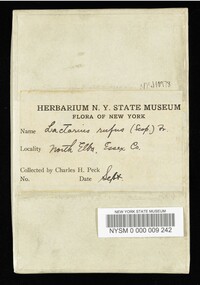 HERBARIUM N. Y. STATE MUSEUM
FLORA OF NEW YORK
Name Lactarius rufus (Scop.) Fr.
Locality North Elba, Essex Co.
Collected by Charles H. Peck
No. Date Sept.
NEW YORK STATE MUSEUM
NYSM 0 000 009 242